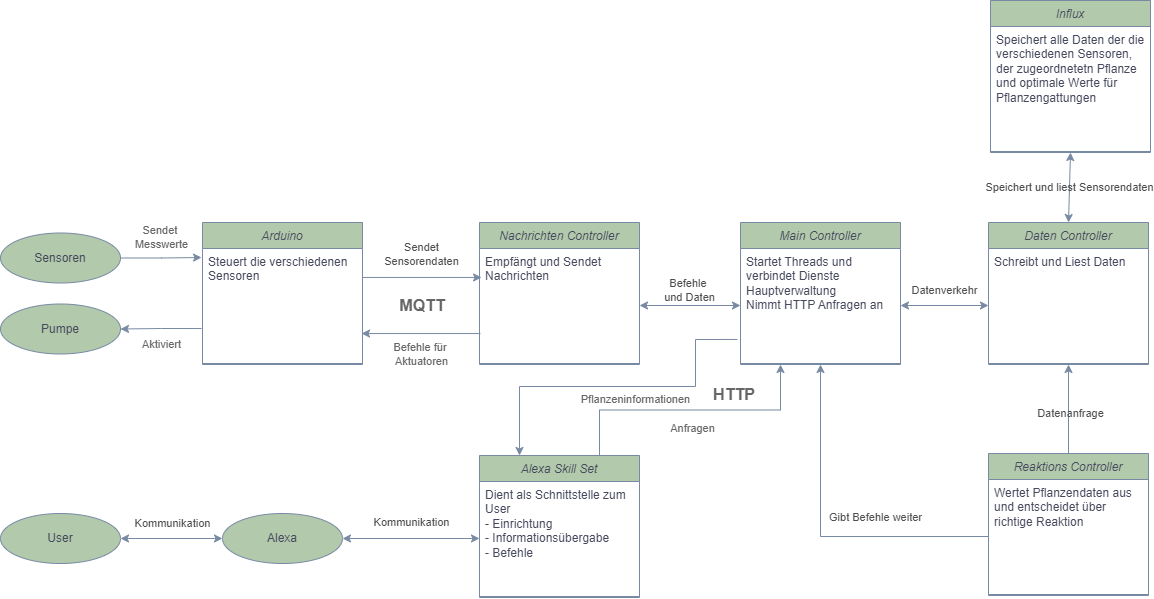 Influx
Speichert alle Daten der die
verschiedenen Sensoren,
der zugeordnetetn Pflanze
und optimale Werte für
Pflanzengattungen
Speichert und liest Sensorendaten
Sensoren
Sendet
Messwerte
Pumpe
Aktiviert
Arduino
Steuert die verschiedenen
Sensoren
Sendet
Sensorendaten
MQTT
Befehle für
Aktuatoren
Nachrichten Controller
Empfängt und Sendet
Nachrichten
Befehle
und Daten
Main Controller
Startet Threads und
verbindet Dienste
Hauptverwaltung
Nimmt HTTP Anfragen an
Datenverkehr
Daten Controller
Schreibt und Liest Daten
Pflanzeninformationen
HTTP
Anfragen
Datenanfrage
User
Kommunikation
Alexa
Kommunikation
Alexa Skill Set
Dient als Schnittstelle zum
User
- Einrichtung
- Informationsübergabe
- Befehle
Gibt Befehle weiter
Reaktions Controller
Wertet Pflanzendaten aus
und entscheidet über
richtige Reaktion